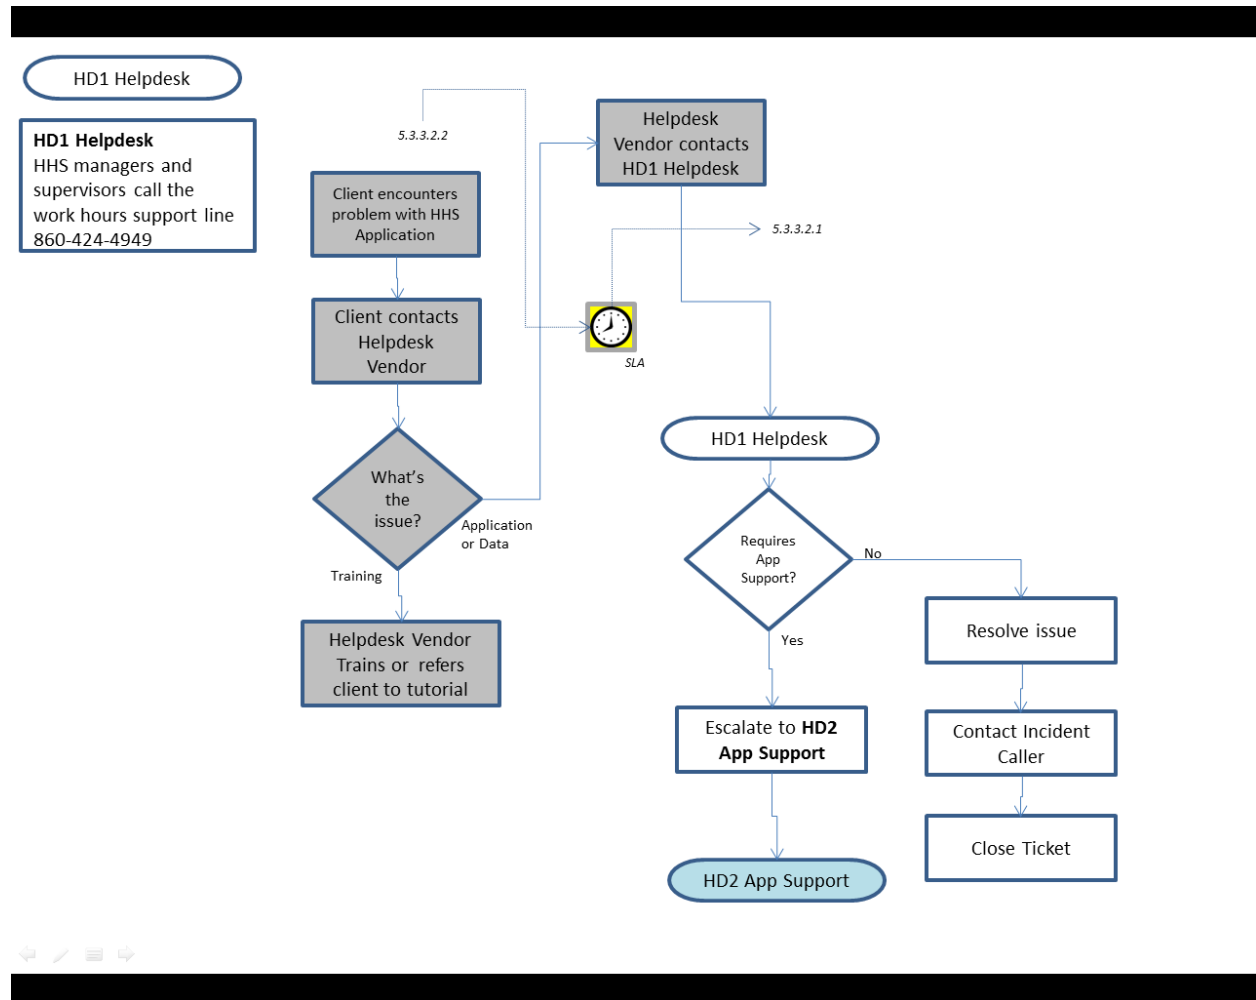 HD1 Helpdesk
HD1 Helpdesk
HHS managers and
supervisors call the
work hours support line
860-424-4949
5.3.3.2.2
Client encounters
problem with HHS
Application
Client contacts
Helpdesk
Vendor
What's
the
issue?
Application
or Data
Training
Helpdesk Vendor
Trains or refers
client to tutorial
Helpdesk
Vendor contacts
HD1 Helpdesk
5.3.3.2.1
SLA
HD1 Helpdesk
Requires
App
Support?
No
Yes
Escalate to HD2
App Support
HD2 App Support
Resolve issue
Contact Incident
Caller
Close Ticket